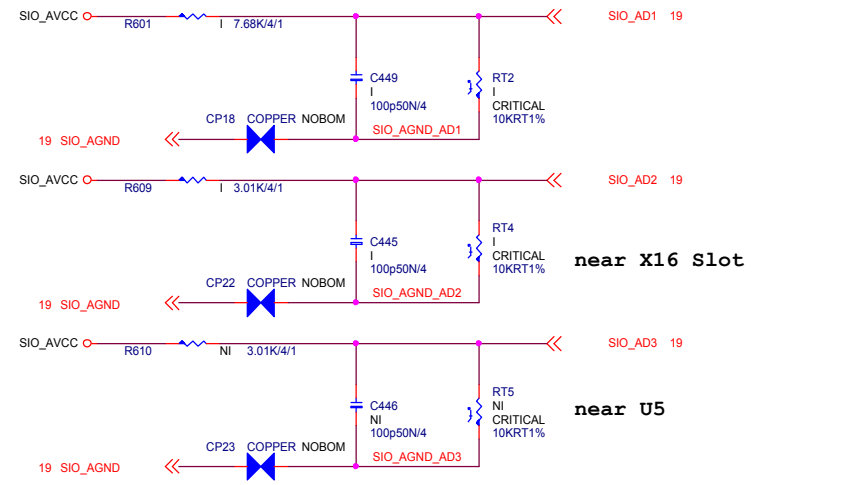 SIO_AVCC
R601
I 7.68K/4/1
SIO_AD1 19
C449
I
100p50N/4
RT2
I
CRITICAL
10KRT1%
CP18 COPPER NOBOM
19 SIO_AGND
SIO_AGND_AD1
SIO_AVCC
R609
I 3.01K/4/1
SIO_AD2 19
C445
I
100p50N/4
RT4
I
CRITICAL
10KRT1%
near X16 Slot
CP22 COPPER NOBOM
19 SIO_AGND
SIO_AGND_AD2
SIO_AVCC
R610
NI 3.01K/4/1
SIO_AD3 19
C446
NI
100p50N/4
RT5
NI
CRITICAL
10KRT1%
near U5
CP23 COPPER NOBOM
19 SIO_AGND
SIO_AGND_AD3